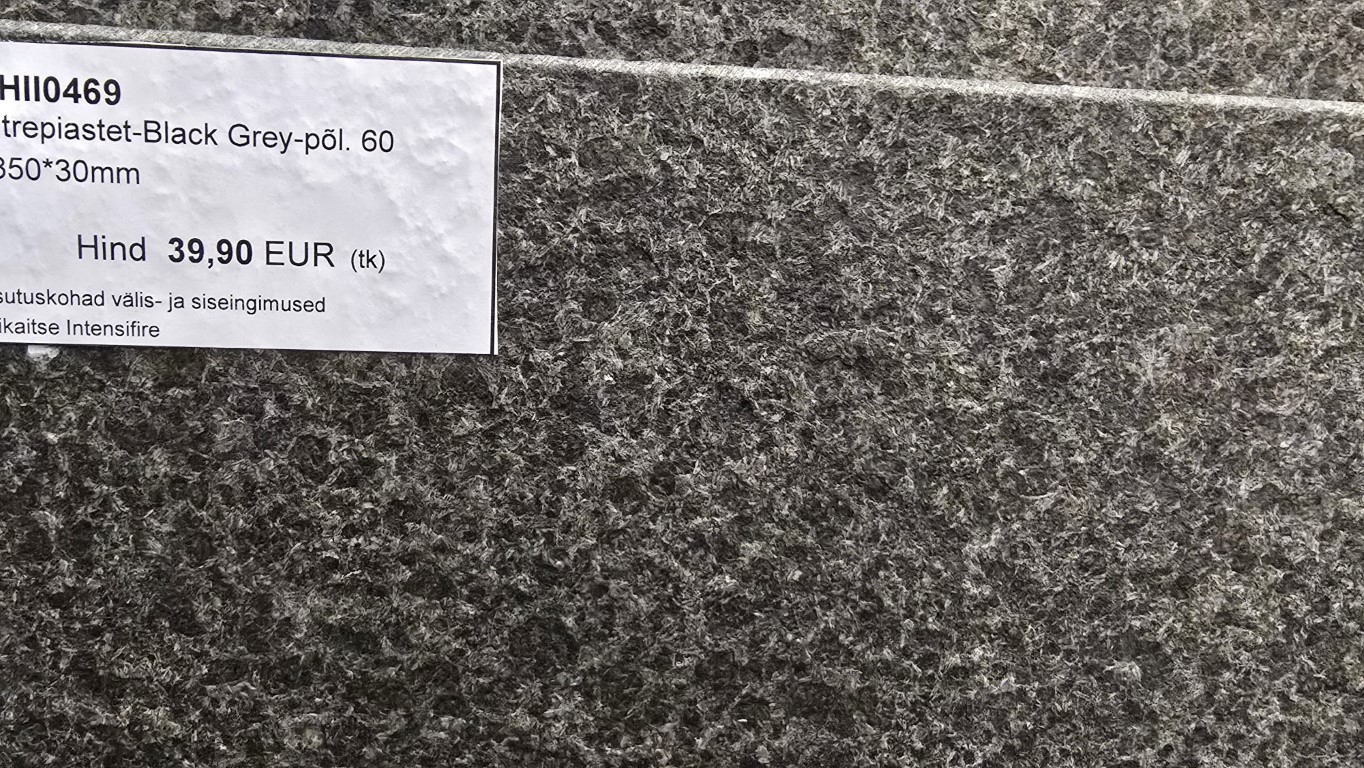 HII0469
trepiastet-Black Grey-põl. 60
350*30mm
Hind 39,90 EUR (tk)
sutuskohad välis- ja siseingimused
ikaitse Intensifire